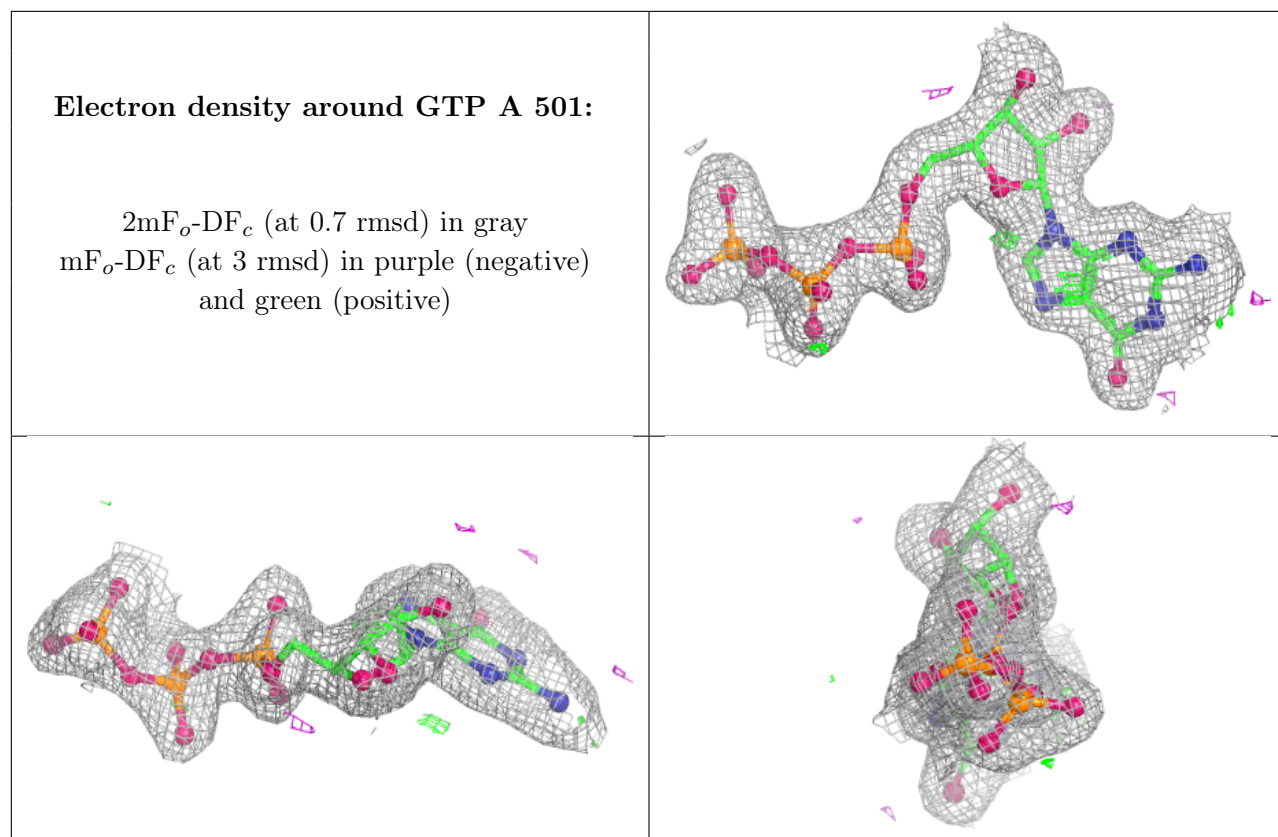 Electron density around GTP A 501:
2mFo-DFc (at 0.7 rmsd) in gray
mFo-DFc (at 3 rmsd) in purple (negative)
and green (positive)